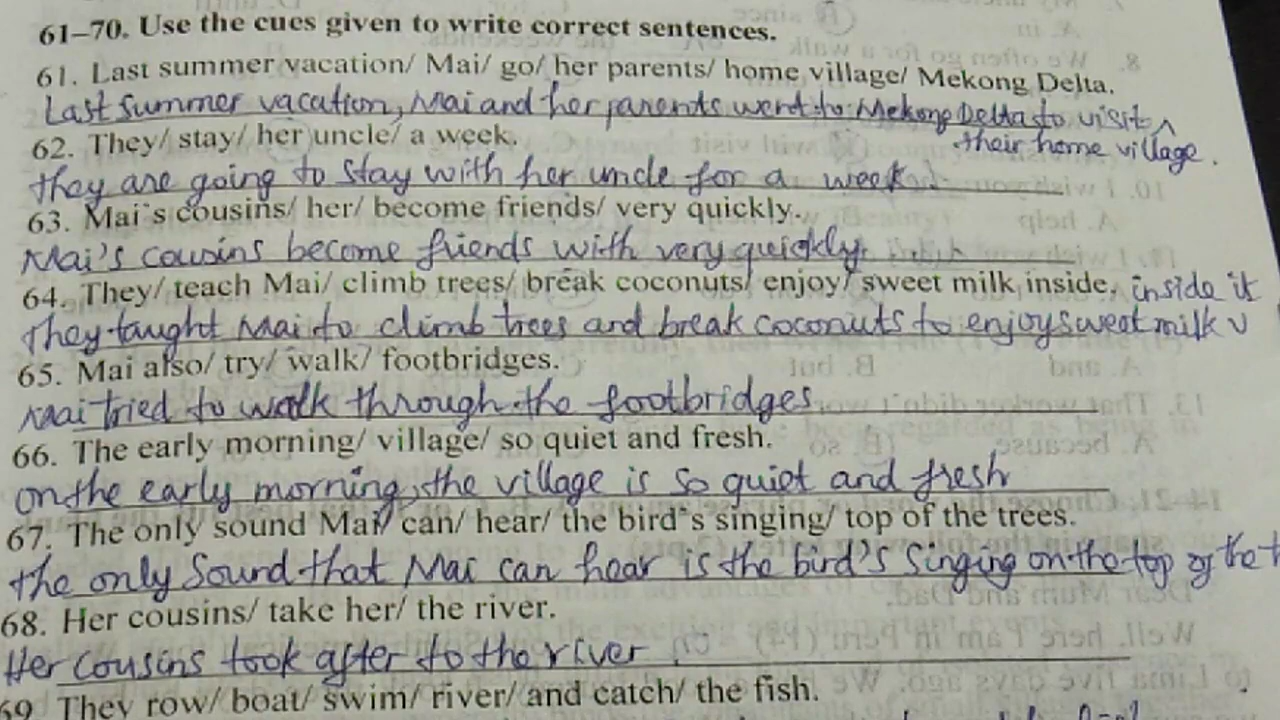 61–70. Use the cues given to write correct sentences.
61. Last summer vacation/ Mai/ go/ her parents/ home village/ Mekong Delta.
Last summer vacation, Mai and her parents went to Mekong Delta to visit ^
their home village.
62. They/ stay/ her uncle/ a week.
they are going to stay with her uncle for a week
63. Mai's cousins/ her/ become friends/ very quickly.
Mai's cousins become friends with very quickly.
64. They/ teach Mai/ climb trees/ break coconuts/ enjoy/ sweet milk inside.
inside it
They taught Mai to climb trees and break coconuts to enjoy sweet milk v
65. Mai also/ try/ walk/ footbridges.
Mai tried to walk through the footbridges
66. The early morning/ village/ so quiet and fresh.
on the early morning, the village is so quiet and fresh
67. The only sound Mai/ can/ hear/ the bird's singing/ top of the trees.
the only sound that Mai can hear is the bird's singing on the top of the t
68. Her cousins/ take her/ the river.
Her cousins took after to the river
69. They row/ boat/ swim/ river/ and catch/ the fish.